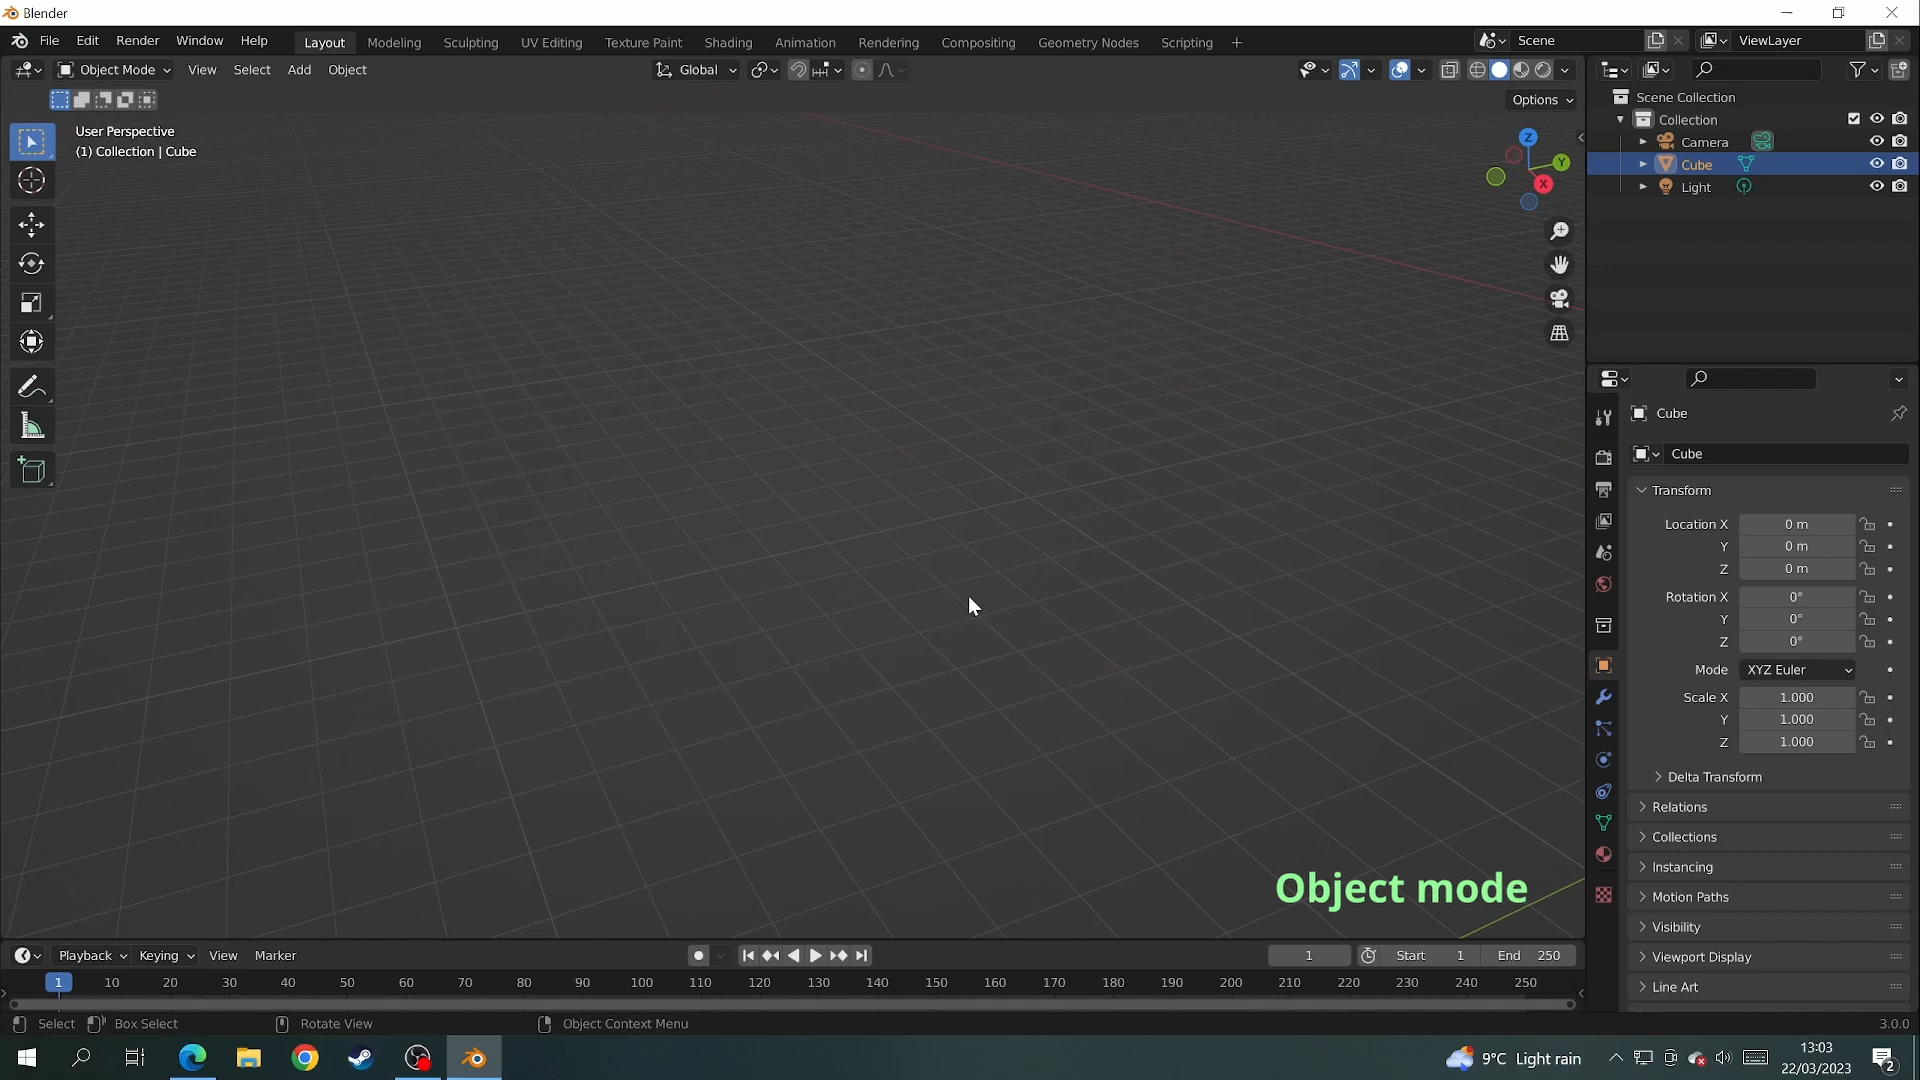 Blender
File Edit Render Window Help Layout Modeling Sculpting UV Editing Texture Paint Shading Animation Rendering Compositing Geometry Nodes Scripting + Scene ViewLayer
Object Mode View Select Add Object Global
Options
User Perspective
(1) Collection | Cube
Z
Y
X
Scene Collection
Collection
Camera
Cube
Light
Cube
Cube
Transform
Location X 0 m
Y 0 m
Z 0 m
Rotation X 0°
Y 0°
Z 0°
Mode XYZ Euler
Scale X 1.000
Y 1.000
Z 1.000
Delta Transform
Relations
Collections
Instancing
Motion Paths
Visibility
Viewport Display
Line Art
Object mode
Playback Keying View Marker 1 Start 1 End 250
1 10 20 30 40 50 60 70 80 90 100 110 120 130 140 150 160 170 180 190 200 210 220 230 240 250
Select Box Select Rotate View Object Context Menu 3.0.0
9°C Light rain
13:03
22/03/2023
2